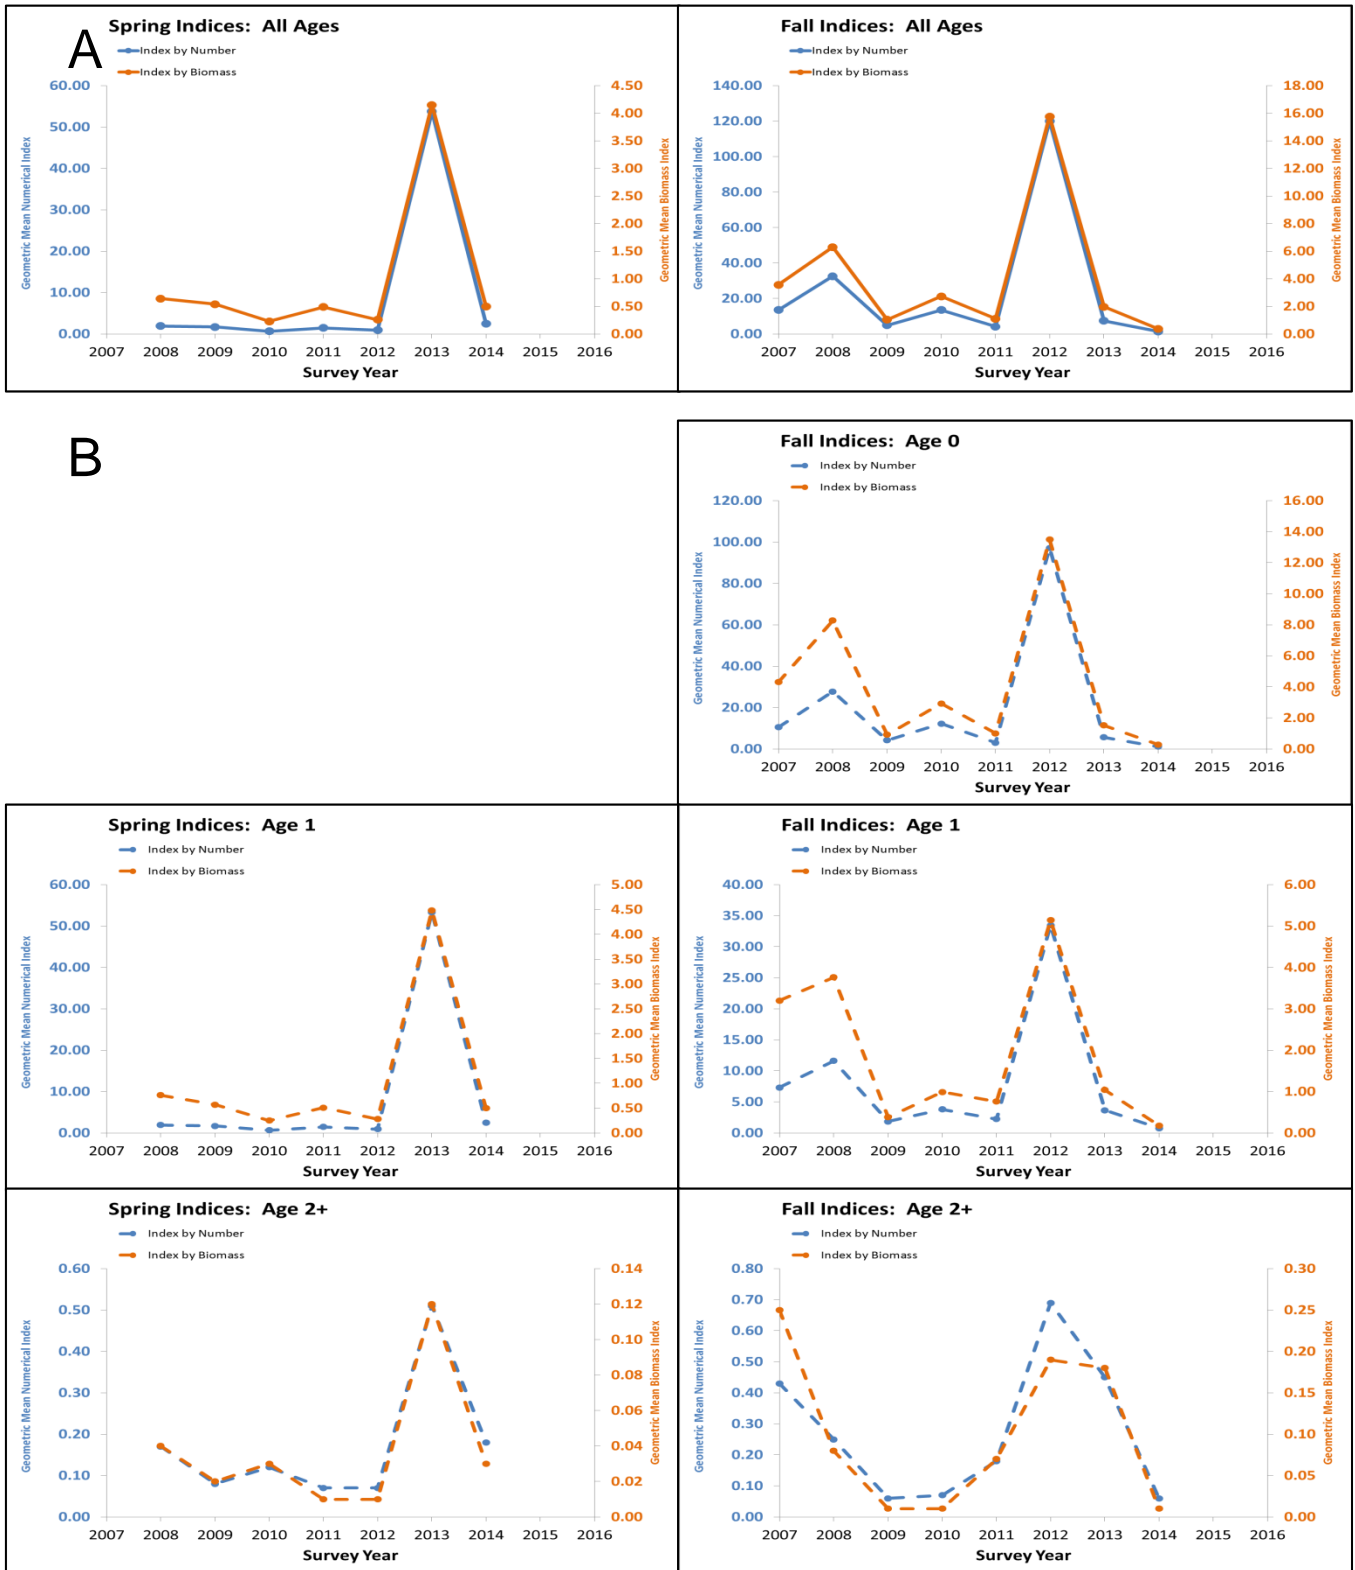 A
Spring Indices: All Ages
Index by Number
Index by Biomass
Geometric Mean Numerical Index
60.00
50.00
40.00
30.00
20.00
10.00
0.00
4.50
4.00
3.50
3.00
2.50
2.00
1.50
1.00
0.50
0.00
Geometric Mean Biomass Index
2007 2008 2009 2010 2011 2012 2013 2014 2015 2016
Survey Year
Fall Indices: All Ages
Index by Number
Index by Biomass
Geometric Mean Numerical Index
140.00
120.00
100.00
80.00
60.00
40.00
20.00
0.00
18.00
16.00
14.00
12.00
10.00
8.00
6.00
4.00
2.00
0.00
Geometric Mean Biomass Index
2007 2008 2009 2010 2011 2012 2013 2014 2015 2016
Survey Year
B
Fall Indices: Age 0
Index by Number
Index by Biomass
Geometric Mean Numerical Index
120.00
100.00
80.00
60.00
40.00
20.00
0.00
16.00
14.00
12.00
10.00
8.00
6.00
4.00
2.00
0.00
Geometric Mean Biomass Index
2007 2008 2009 2010 2011 2012 2013 2014 2015 2016
Survey Year
Spring Indices: Age 1
Index by Number
Index by Biomass
Geometric Mean Numerical Index
60.00
50.00
40.00
30.00
20.00
10.00
0.00
5.00
4.50
4.00
3.50
3.00
2.50
2.00
1.50
1.00
0.50
0.00
Geometric Mean Biomass Index
2007 2008 2009 2010 2011 2012 2013 2014 2015 2016
Survey Year
Fall Indices: Age 1
Index by Number
Index by Biomass
Geometric Mean Numerical Index
40.00
35.00
30.00
25.00
20.00
15.00
10.00
5.00
0.00
6.00
5.00
4.00
3.00
2.00
1.00
0.00
Geometric Mean Biomass Index
2007 2008 2009 2010 2011 2012 2013 2014 2015 2016
Survey Year
Spring Indices: Age 2+
Index by Number
Index by Biomass
Geometric Mean Numerical Index
0.60
0.50
0.40
0.30
0.20
0.10
0.00
0.14
0.12
0.10
0.08
0.06
0.04
0.02
0.00
Geometric Mean Biomass Index
2007 2008 2009 2010 2011 2012 2013 2014 2015 2016
Survey Year
Fall Indices: Age 2+
Index by Number
Index by Biomass
Geometric Mean Numerical Index
0.80
0.70
0.60
0.50
0.40
0.30
0.20
0.10
0.00
0.30
0.25
0.20
0.15
0.10
0.05
0.00
Geometric Mean Biomass Index
2007 2008 2009 2010 2011 2012 2013 2014 2015 2016
Survey Year